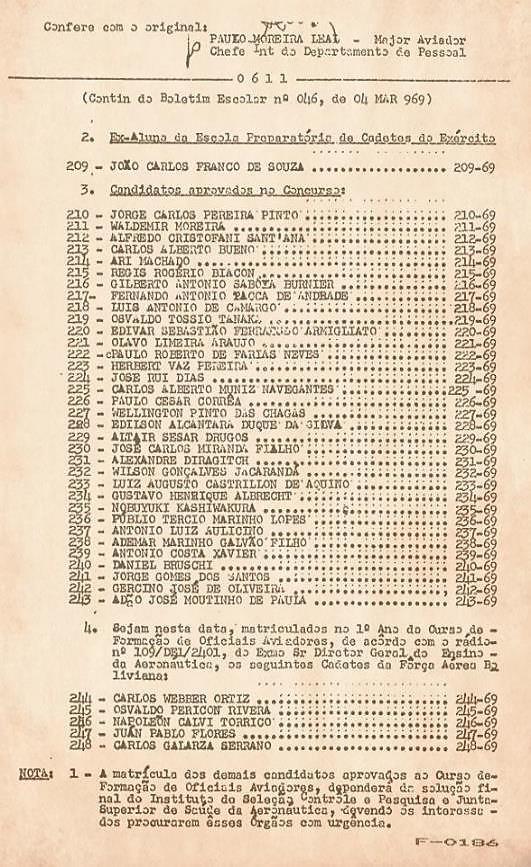 Confere com o original:
PAULO MOREIRA LEAL - Major Aviador
Chefe Int do Departamento de Pessoal
0611
(Contin do Boletim Escolar nº 046, de 04 MAR 969)
2. Ex-Aluno da Escola Preparatória de Cadetes do Exército
209 - JOÃO CARLOS FRANCO DE SOUZA ............ 209-69
3. Candidatos aprovados no Concurso:
210 - JORGE CARLOS PEREIRA PINTO ............ 210-69
211 - WALDEMIR MOREIRA ............ 211-69
212 - ALFREDO CRISTOFANI SANT'ANA ............ 212-69
213 - CARLOS ALBERTO BUENO ............ 213-69
214 - ARI MACHADO ............ 214-69
215 - REGIS ROGÉRIO BIACON ............ 215-69
216 - GILBERTO ANTONIO SABOYA BURNIER ............ 216-69
217- FERNANDO ANTONIO TACCA DE ANDRADE ............ 217-69
218 - LUIS ANTONIO DE CAMARGO ............ 218-69
219 - OSVALDO TOSSIO TANAKA ............ 219-69
220 - EDIVAR SEBASTIÃO FERNANDO ARMIGLIATO ............ 220-69
221 - OLAVO LIMEIRA ARAUJO ............ 221-69
222 - PAULO ROBERTO DE FARIAS NEVES ............ 222-69
223 - HERBERT VAZ PEREIRA ............ 223-69
224 - JOSE RUI DIAS ............ 224-69
225 - CARLOS ALBERTO MUNIZ NAVEGANTES ............ 225 -69
226 - PAULO CESAR CORRÊA ............ 226-69
227 - WELLINGTON PINTO DAS CHAGAS ............ 227-69
228 - EDILSON ALCANTARA DUQUE DA SILVA ............ 228-69
229 - ALTAIR SESAR DRUGOS ............ 229-69
230 - JOSÉ CARLOS MIRANDA FIALHO ............ 230-69
231 - ALEXANDRE DIRAGITCH ............ 231-69
232 - WILSON GONÇALVES JACARANDÁ ............ 232-69
233 - LUIZ AUGUSTO CASTRILLON DE AQUINO ............ 233-69
234 - GUSTAVO HENRIQUE ALBRECHT ............ 234-69
235 - NOBUYUKI KASHIWAKURA ............ 235-69
236 - PÚBLIO TERCIO MARINHO LOPES ............ 236-69
237 - ANTONIO LUIZ AULICINO ............ 237-69
238 - ADEMAR MARINHO GALVÃO FILHO ............ 238-69
239 - ANTONIO COSTA XAVIER ............ 239-69
240 - DANIEL BRUSCHI ............ 240-69
241 - JORGE GOMES DOS SANTOS ............ 241-69
242 - GERCINO JOSÉ DE OLIVEIRA ............ 242-69
243 - ADÃO JOSÉ MOUTINHO DE PAULA ............ 243-69
4. Sejam nesta data, matriculados no 1º Ano do Curso de-
Formação de Oficiais Aviadores, de acordo com o rádio-
nº 109/DE1/2401, do Exmo Sr Diretor Geral do Ensino -
da Aeronautica, os seguintes Cadetes da Fôrça Aérea Bo
liviana:
244 - CARLOS WEBBER ORTIZ ............ 244-69
245 - OSVALDO PERICON RIVERA ............ 245-69
246 - NAPOLEÓN CALVI TORRICO ............ 246-69
247 - JUÁN PABLO FLORES ............ 247-69
248 - CARLOS GALARZA SERRANO ............ 248-69
NOTA: 1 - A matrícula dos demais candidatos aprovados ao Curso de-
Formação de Oficiais Aviadores, dependerá da solução fi-
nal do Instituto de Seleção Contrôle e Pesquisa e Junta-
Superior de Saude da Aeronáutica, devendo os interessa-
dos procurarem êsses Órgãos com urgência.
F-0186